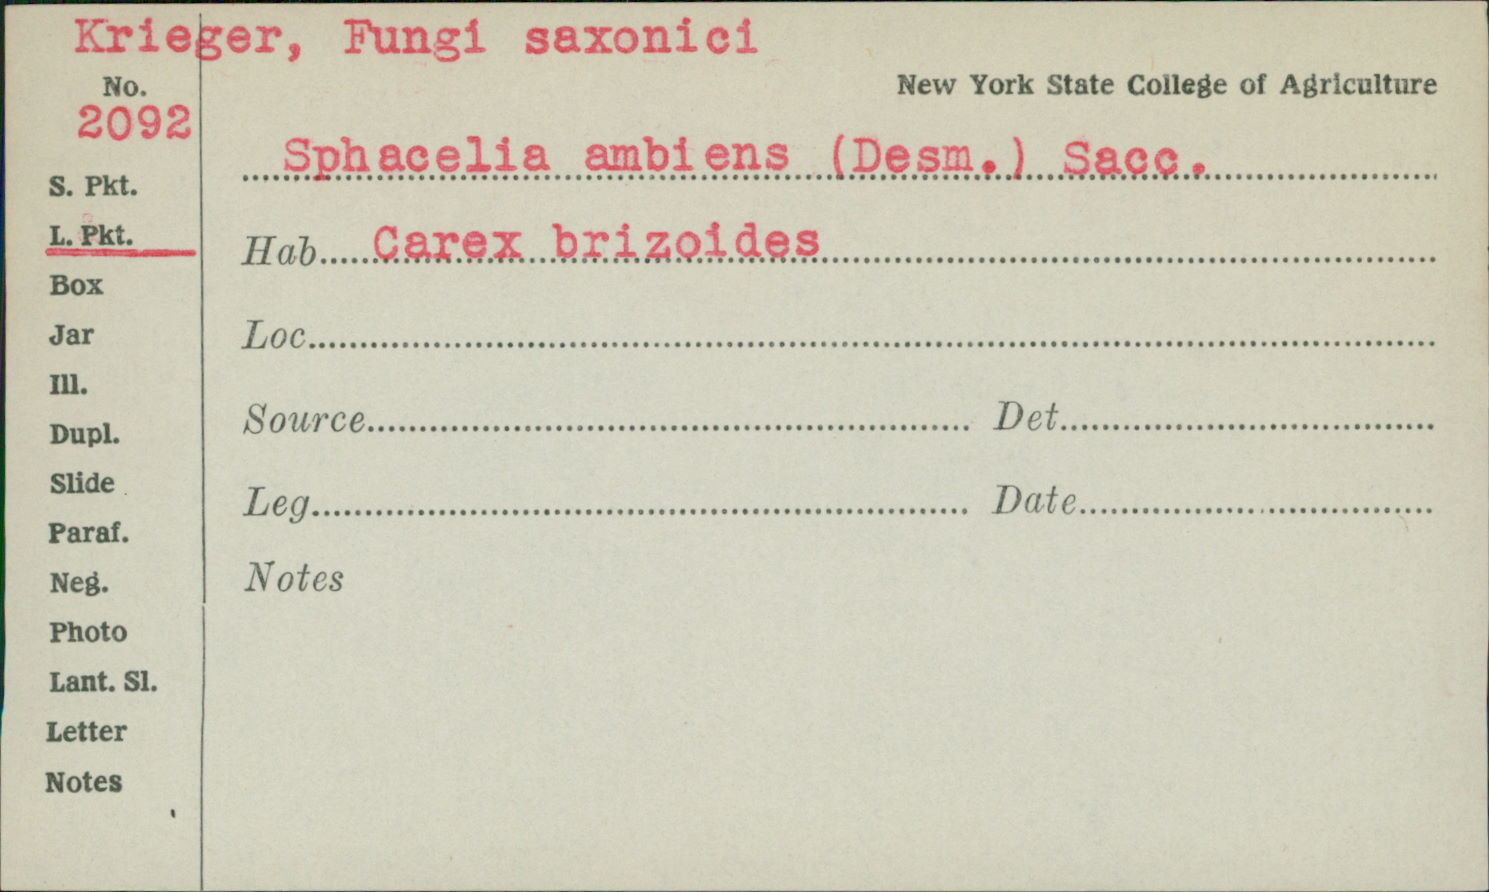 Krieger, Fungi saxonici
No.
2092
New York State College of Agriculture
Sphacelia ambiens (Desm.) Sacc.
S. Pkt.
L. Pkt.
Box
Jar
Ill.
Dupl.
Slide
Paraf.
Neg.
Photo
Lant. Sl.
Letter
Notes
Hab. Carex brizoides
Loc.
Source
Det.
Leg.
Date
Notes